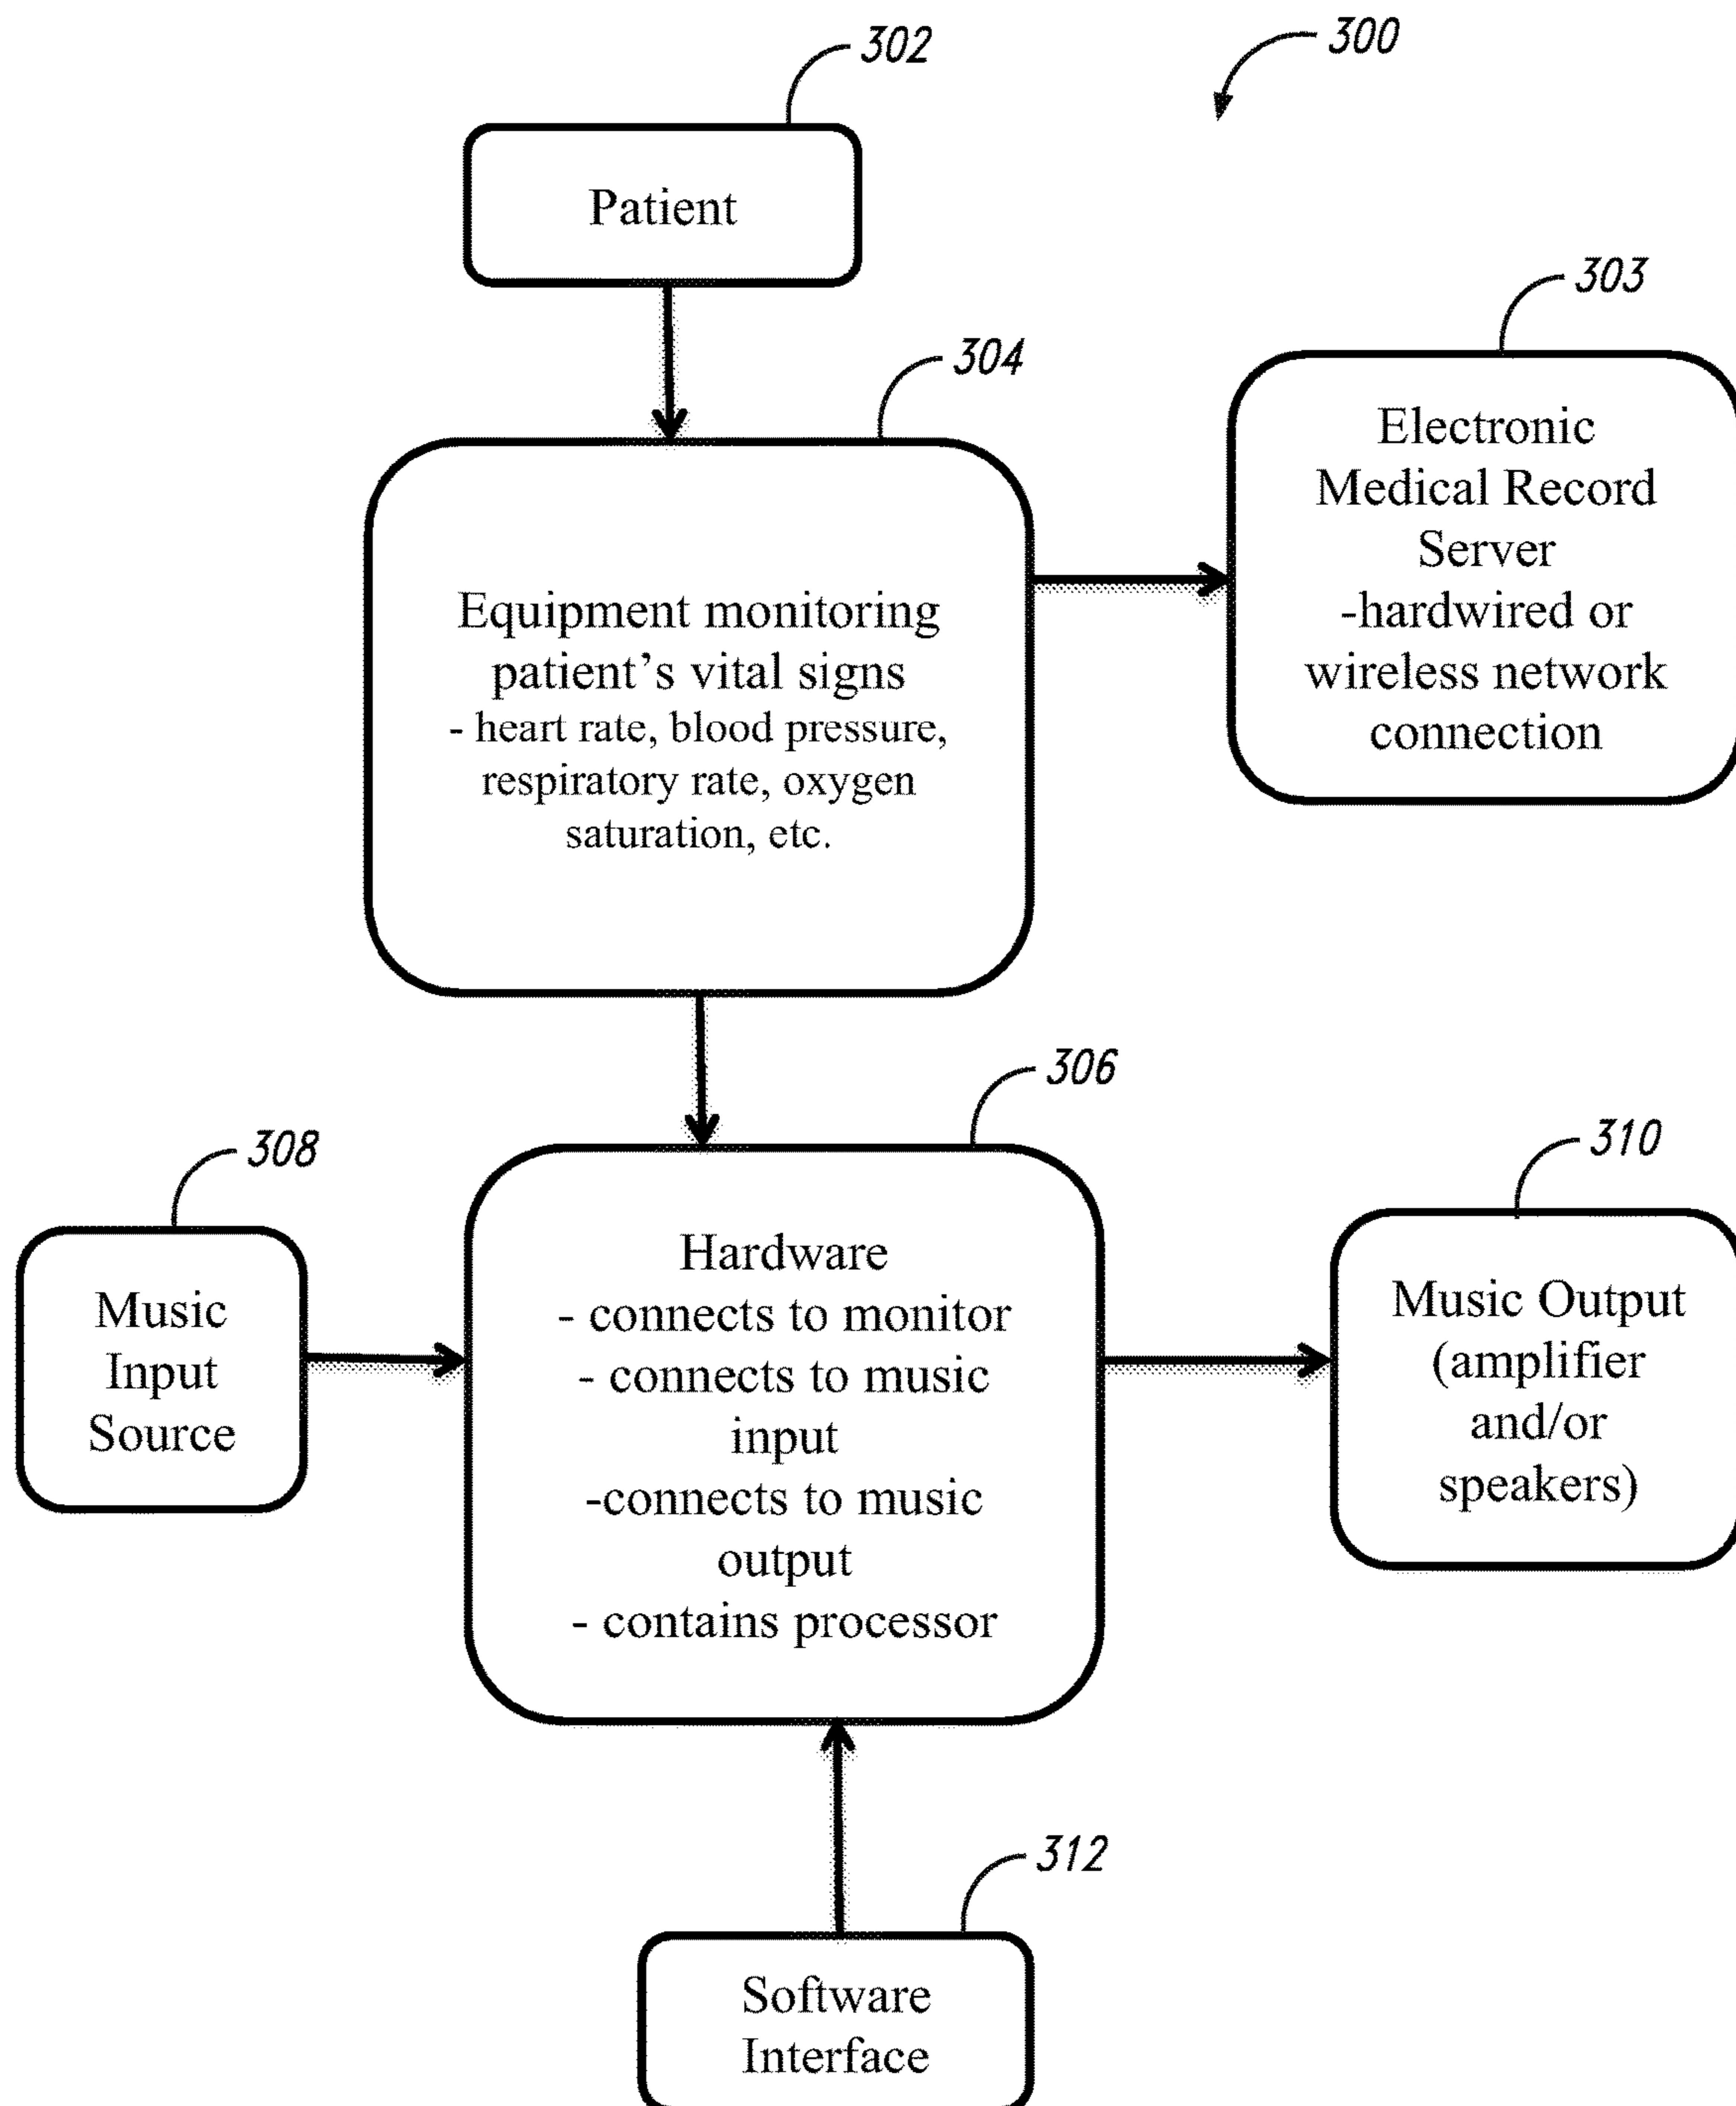 300
302
Patient
303
Electronic
Medical Record
Server
-hardwired or
wireless network
connection
304
Equipment monitoring
patient’s vital signs
- heart rate, blood pressure,
respiratory rate, oxygen
saturation, etc.
306
Hardware
- connects to monitor
- connects to music
input
-connects to music
output
- contains processor
308
Music
Input
Source
310
Music Output
(amplifier
and/or
speakers)
312
Software
Interface